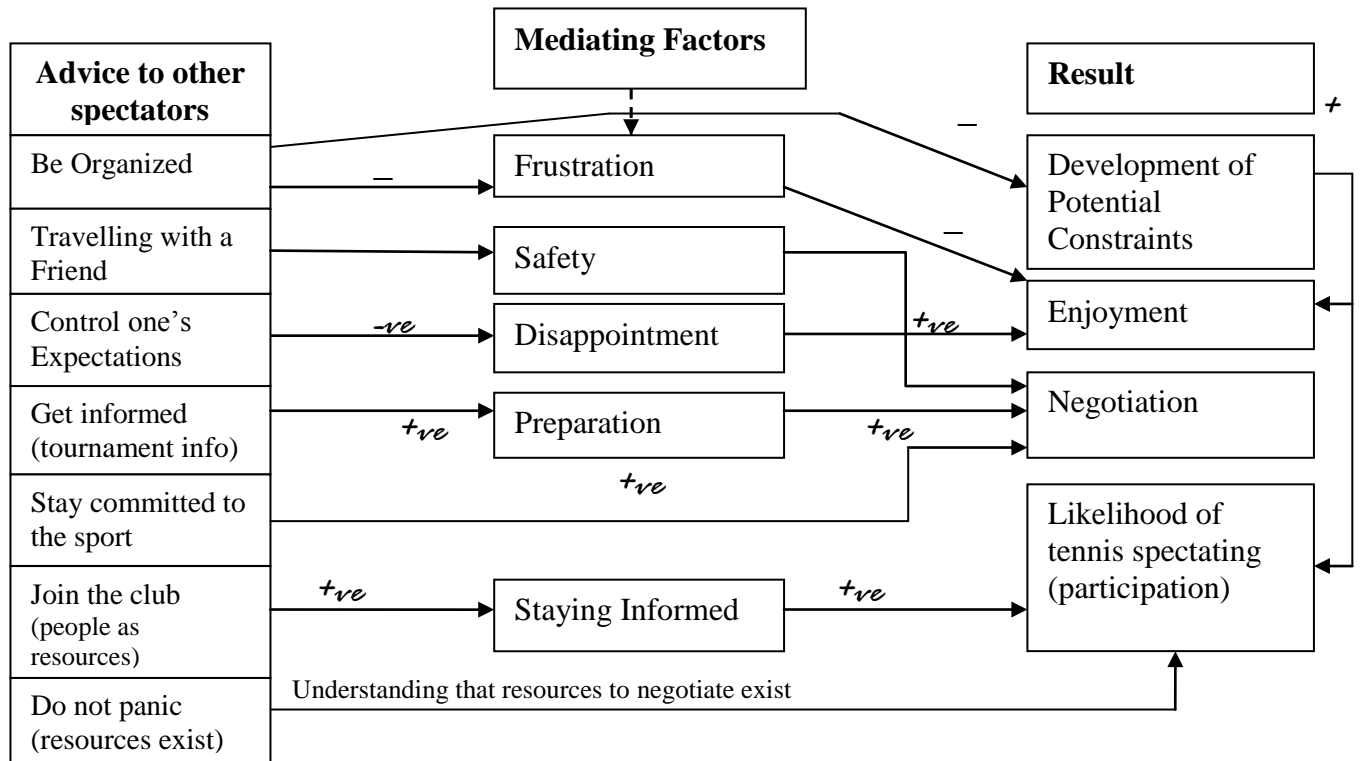 Mediating Factors
Advice to other
spectators
Result
+
–
Be Organized
–
Frustration
Development of
Potential
Constraints
–
Travelling with a
Friend
Safety
Control one's
Expectations
-ve
Disappointment
+ve
Enjoyment
Get informed
(tournament info)
+ve
Preparation
+ve
Negotiation
+ve
Stay committed to
the sport
Likelihood of
tennis spectating
(participation)
Join the club
(people as
resources)
+ve
Staying Informed
+ve
Understanding that resources to negotiate exist
Do not panic
(resources exist)